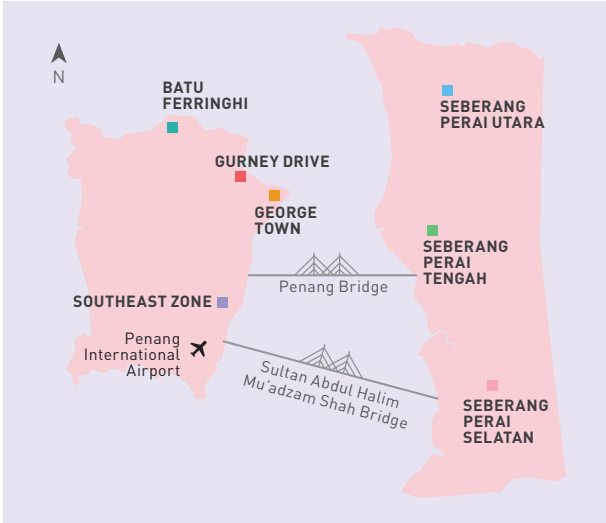 N
BATU
FERRINGHI
SEBERANG
PERAI UTARA
GURNEY DRIVE
GEORGE
TOWN
SEBERANG
PERAI
TENGAH
Penang Bridge
SOUTHEAST ZONE
Penang
International
Airport
Sultan Abdul Halim
Mu'adzam Shah Bridge
SEBERANG
PERAI
SELATAN